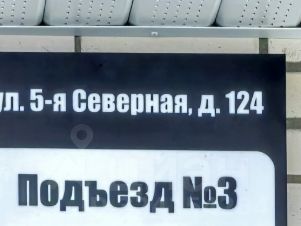 ул. 5-я Северная, д. 124
Подъезд №3